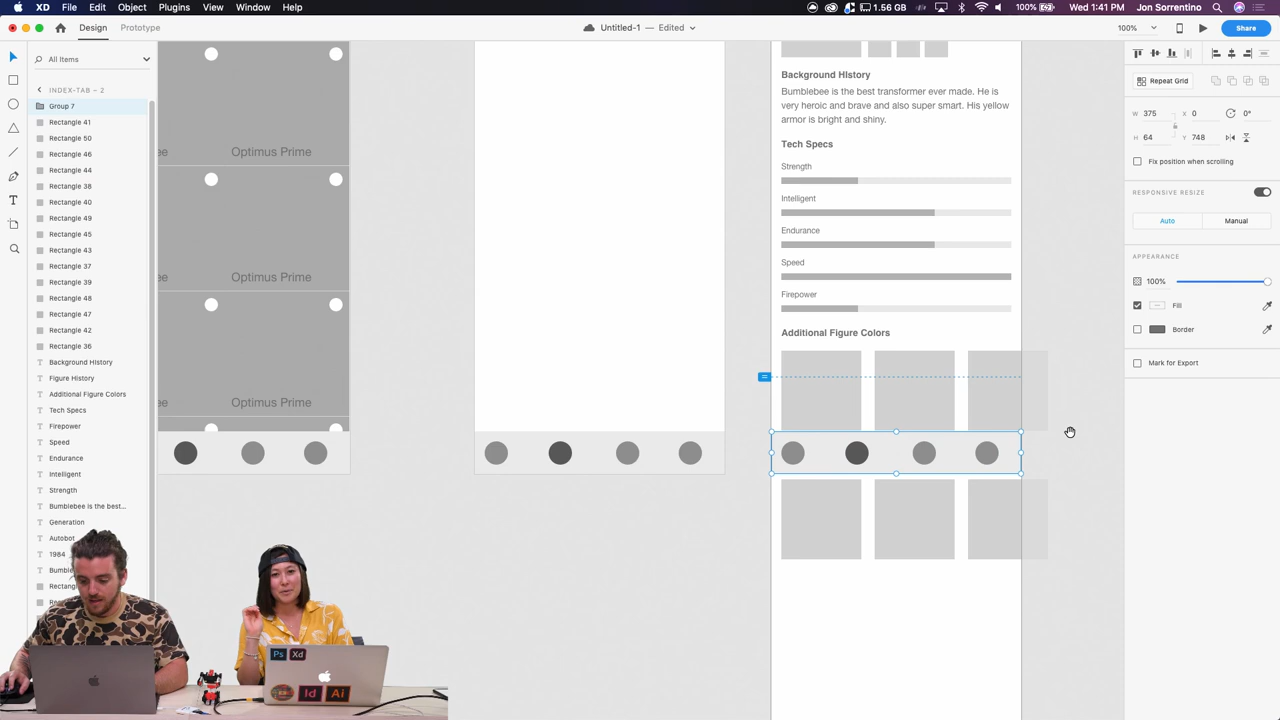 XD File Edit Object Plugins View Window Help
1.56 GB 100% Wed 1:41 PM Jon Sorrentino
Design Prototype
Untitled-1 — Edited
100%
Share
All Items
INDEX-TAB – 2
Group 7
Rectangle 41
Rectangle 50
Rectangle 46
Rectangle 44
Rectangle 38
Rectangle 40
Rectangle 49
Rectangle 45
Rectangle 43
Rectangle 37
Rectangle 39
Rectangle 48
Rectangle 47
Rectangle 42
Rectangle 36
Background HIstory
Figure History
Additional Figure Colors
Tech Specs
Firepower
Speed
Endurance
Intelligent
Strength
Bumblebee is the best...
Generation
Autobot
1984
Bumble
Rectang
ee Optimus Prime
ee Optimus Prime
ee Optimus Prime
Background HIstory
Bumblebee is the best transformer ever made. He is
very heroic and brave and also super smart. His yellow
armor is bright and shiny.
Tech Specs
Strength
Intelligent
Endurance
Speed
Firepower
Additional Figure Colors
Repeat Grid
W 375 X 0 0°
H 64 Y 748
Fix position when scrolling
RESPONSIVE RESIZE
Auto Manual
APPEARANCE
100%
Fill
Border
Mark for Export
Ps Xd
Id Ai